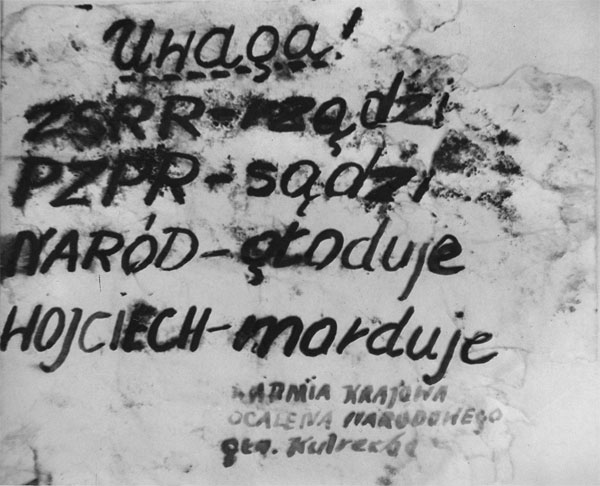 Uwaga!
ZSRR-rządzi
PZPR-sądzi
NARÓD-głoduje
WOJCIECH-morduje
ARMIA KRAJOWA
OCALENIA NARODOWEGO
gen.